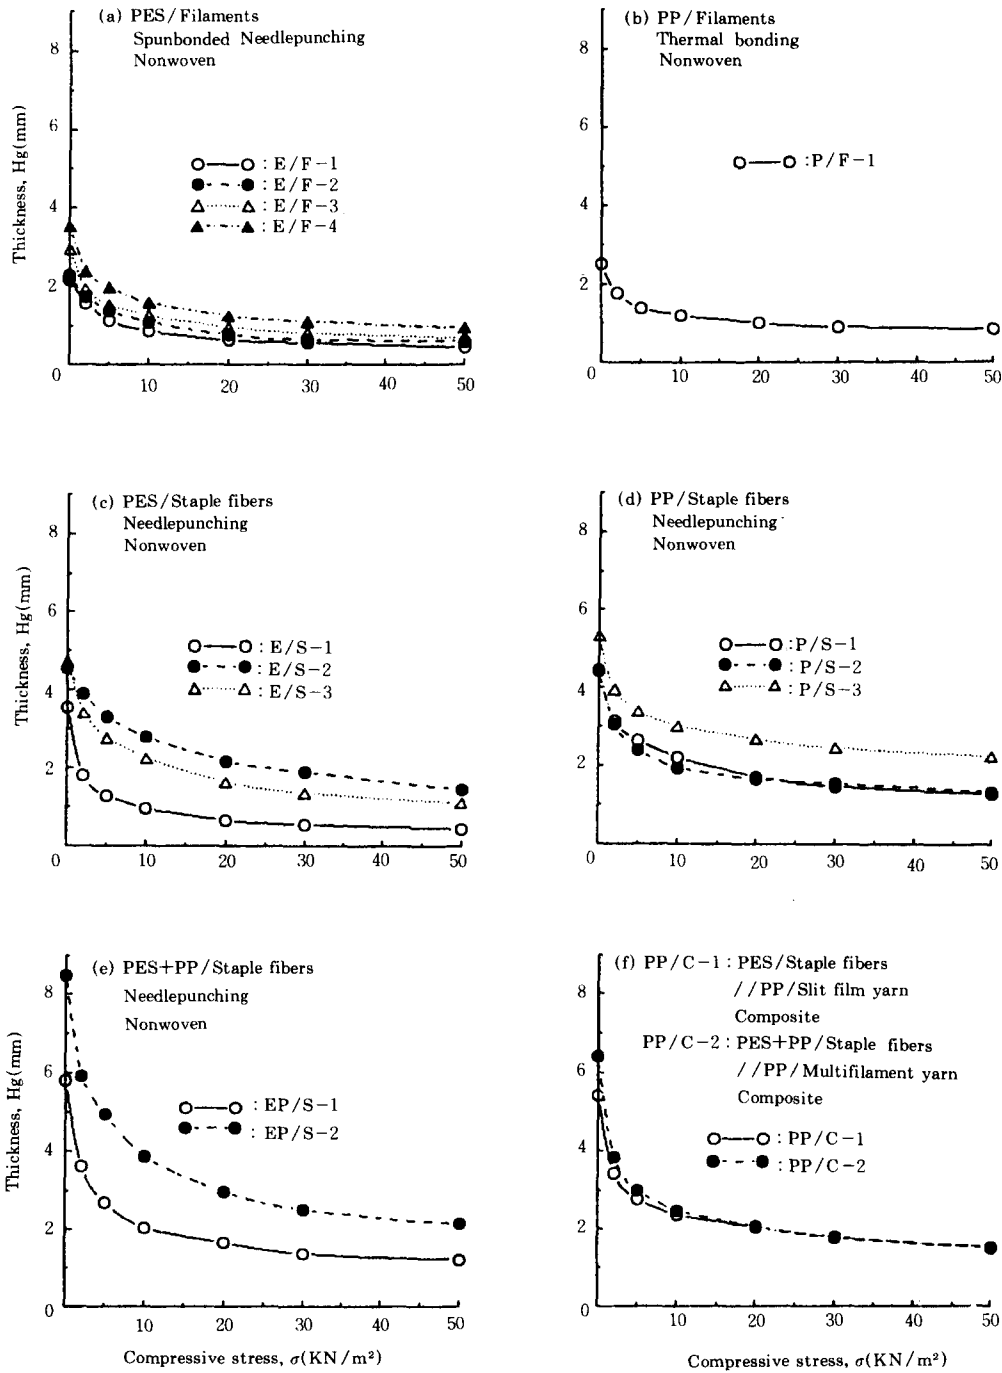 (a) PES/Filaments
Spunbonded Needlepunching
Nonwoven
Thickness, Hg(mm)
8
6
4
2
0
: E/F-1
: E/F-2
: E/F-3
: E/F-4
10 20 30 40 50
(b) PP/Filaments
Thermal bonding
Nonwoven
8
6
4
2
0
: P/F-1
10 20 30 40 50
(c) PES/Staple fibers
Needlepunching
Nonwoven
Thickness, Hg(mm)
8
6
4
2
0
: E/S-1
: E/S-2
: E/S-3
10 20 30 40 50
(d) PP/Staple fibers
Needlepunching
Nonwoven
8
6
4
2
0
: P/S-1
: P/S-2
: P/S-3
10 20 30 40 50
(e) PES+PP/Staple fibers
Needlepunching
Nonwoven
Thickness, Hg(mm)
8
6
4
2
0
: EP/S-1
: EP/S-2
10 20 30 40 50
Compressive stress, σ(KN/m²)
(f) PP/C-1 : PES/Staple fibers
//PP/Slit film yarn
Composite
PP/C-2 : PES+PP/Staple fibers
//PP/Multifilament yarn
Composite
8
6
4
2
0
: PP/C-1
: PP/C-2
10 20 30 40 50
Compressive stress, σ(KN/m²)